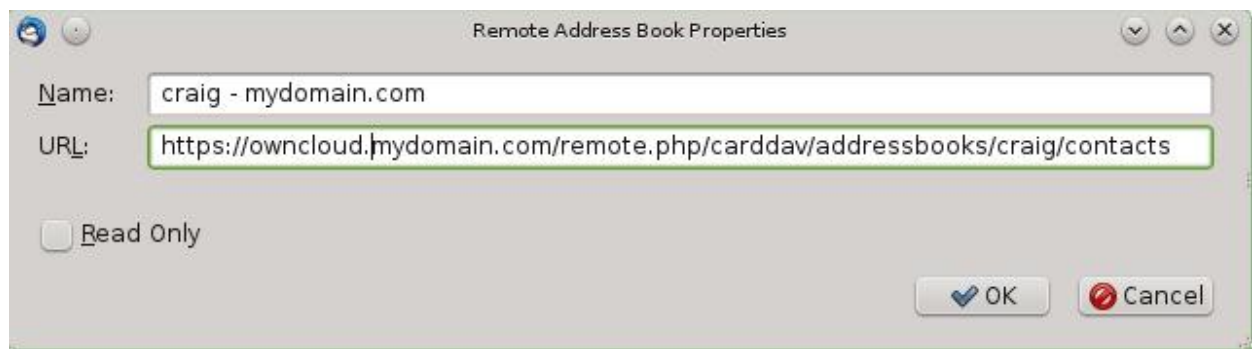 Remote Address Book Properties
Name: craig - mydomain.com
URL: https://owncloud.mydomain.com/remote.php/carddav/addressbooks/craig/contacts
Read Only
OK Cancel